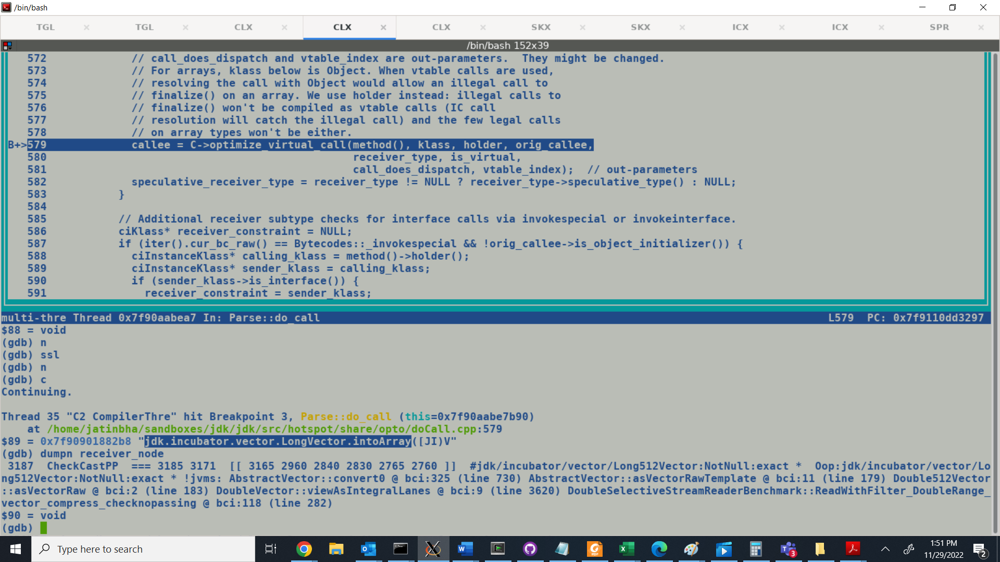 /bin/bash
TGL TGL CLX CLX CLX SKX SKX ICX ICX SPR
/bin/bash 152x39
572 // call_does_dispatch and vtable_index are out-parameters.  They might be changed.
573 // For arrays, klass below is Object. When vtable calls are used,
574 // resolving the call with Object would allow an illegal call to
575 // finalize() on an array. We use holder instead: illegal calls to
576 // finalize() won't be compiled as vtable calls (IC call
577 // resolution will catch the illegal call) and the few legal calls
578 // on array types won't be either.
B+>579 callee = C->optimize_virtual_call(method(), klass, holder, orig_callee,
580 receiver_type, is_virtual,
581 call_does_dispatch, vtable_index);  // out-parameters
582 speculative_receiver_type = receiver_type != NULL ? receiver_type->speculative_type() : NULL;
583 }
584
585 // Additional receiver subtype checks for interface calls via invokespecial or invokeinterface.
586 ciKlass* receiver_constraint = NULL;
587 if (iter().cur_bc_raw() == Bytecodes::_invokespecial && !orig_callee->is_object_initializer()) {
588 ciInstanceKlass* calling_klass = method()->holder();
589 ciInstanceKlass* sender_klass = calling_klass;
590 if (sender_klass->is_interface()) {
591 receiver_constraint = sender_klass;
multi-thre Thread 0x7f90aabea7 In: Parse::do_call L579 PC: 0x7f9110dd3297
$88 = void
(gdb) n
(gdb) ssl
(gdb) n
(gdb) c
Continuing.
Thread 35 "C2 CompilerThre" hit Breakpoint 3, Parse::do_call (this=0x7f90aabe7b90)
at /home/jatinbha/sandboxes/jdk/jdk/src/hotspot/share/opto/doCall.cpp:579
$89 = 0x7f90901882b8 "jdk.incubator.vector.LongVector.intoArray([JI)V"
(gdb) dumpn receiver_node
3187  CheckCastPP  === 3185 3171  [[ 3165 2960 2840 2830 2765 2760 ]]  #jdk/incubator/vector/Long512Vector:NotNull:exact *  Oop:jdk/incubator/vector/Lo
ng512Vector:NotNull:exact * !jvms: AbstractVector::convert0 @ bci:325 (line 730) AbstractVector::asVectorRawTemplate @ bci:11 (line 179) Double512Vector
::asVectorRaw @ bci:2 (line 183) DoubleVector::viewAsIntegralLanes @ bci:9 (line 3620) DoubleSelectiveStreamReaderBenchmark::ReadWithFilter_DoubleRange_
vector_compress_checknopassing @ bci:118 (line 282)
$90 = void
(gdb)
Type here to search
3
1:51 PM
11/29/2022
2